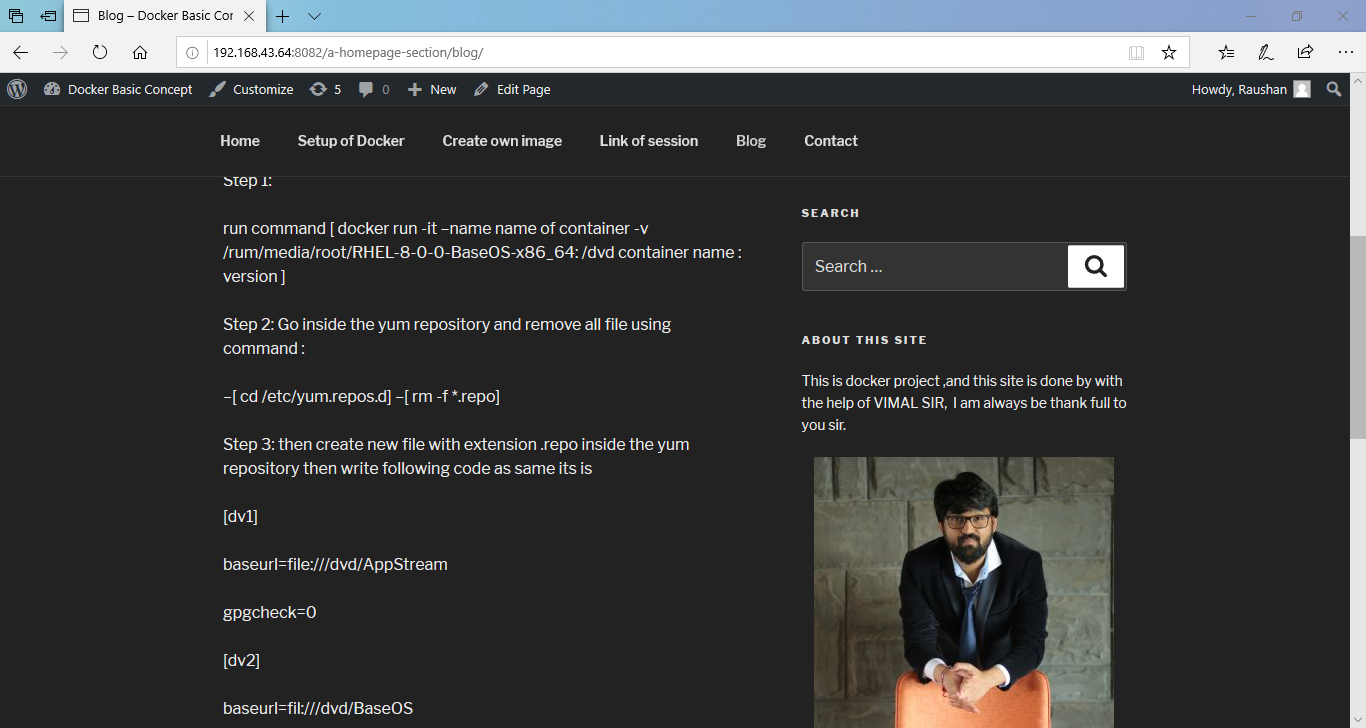 Blog – Docker Basic Cor
192.168.43.64:8082/a-homepage-section/blog/
Docker Basic Concept Customize 5 0 New Edit Page Howdy, Raushan
Home Setup of Docker Create own image Link of session Blog Contact
Step 1:
run command [ docker run -it –name name of container -v
/rum/media/root/RHEL-8-0-0-BaseOS-x86_64: /dvd container name :
version ]
Step 2: Go inside the yum repository and remove all file using
command :
–[ cd /etc/yum.repos.d] –[ rm -f *.repo]
Step 3: then create new file with extension .repo inside the yum
repository then write following code as same its is
[dv1]
baseurl=file:///dvd/AppStream
gpgcheck=0
[dv2]
baseurl=fil:///dvd/BaseOS
SEARCH
Search …
ABOUT THIS SITE
This is docker project ,and this site is done by with
the help of VIMAL SIR, I am always be thank full to
you sir.